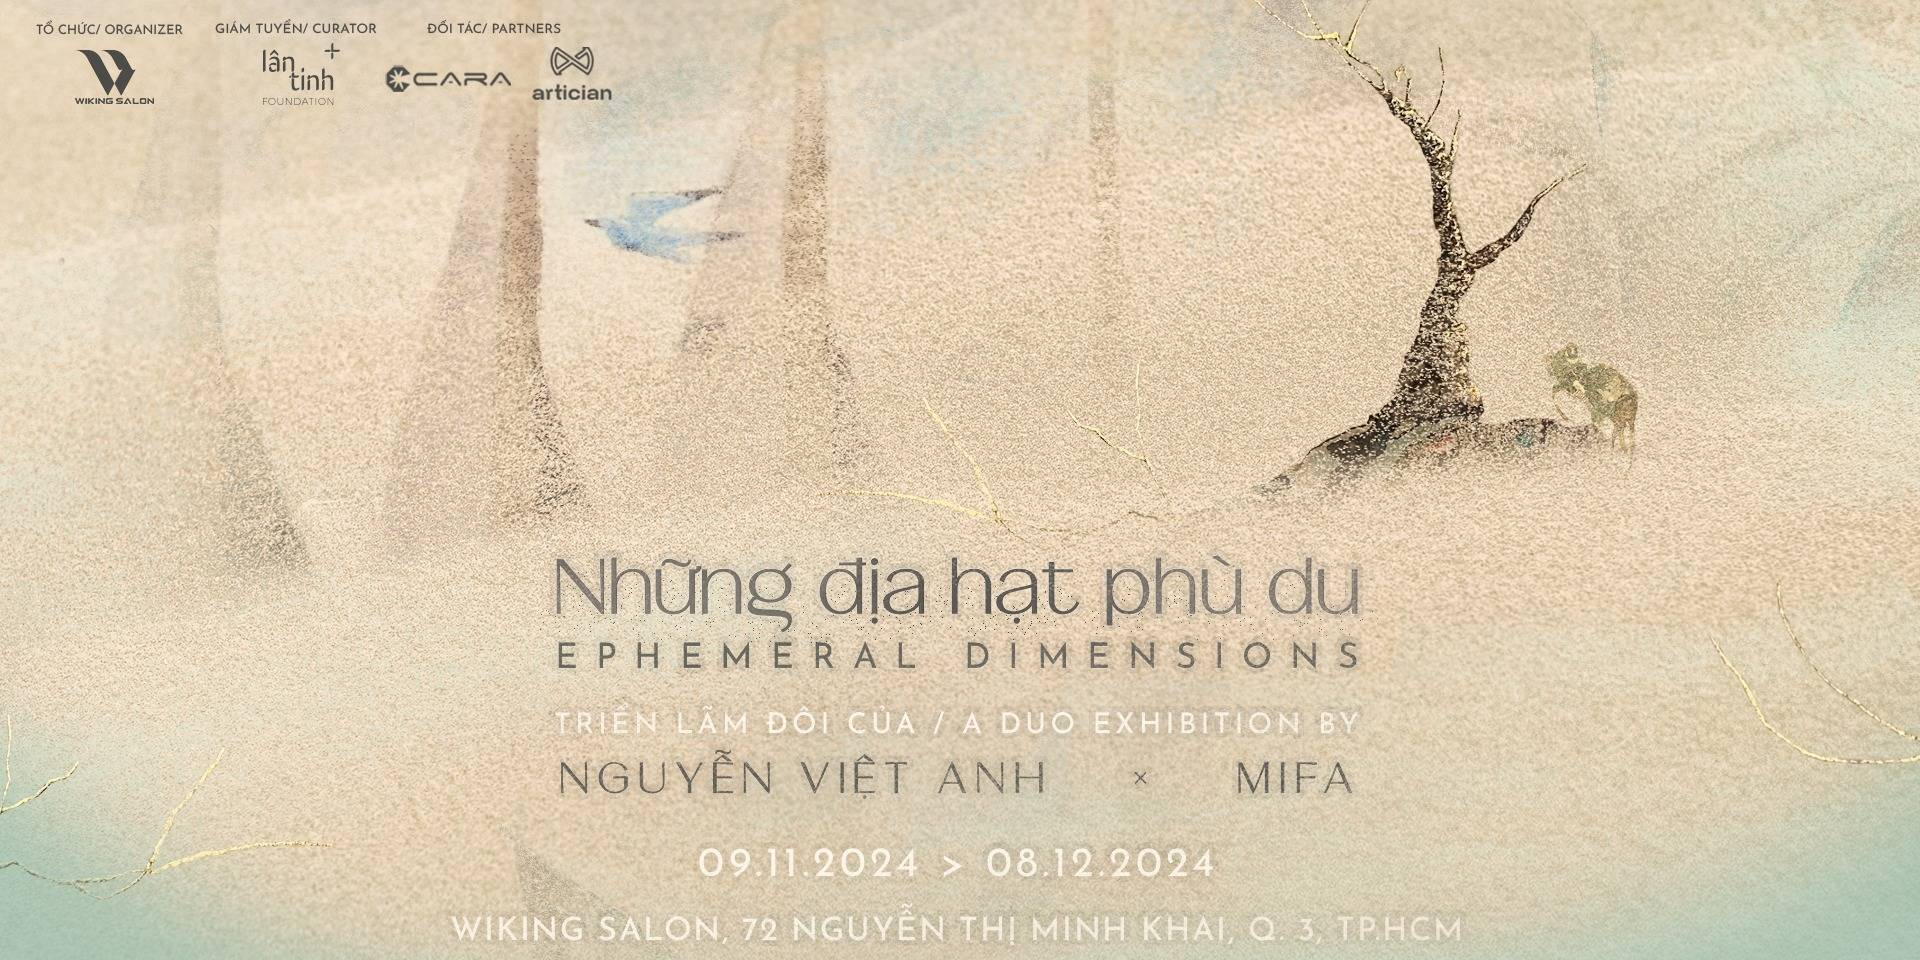 TỔ CHỨC/ ORGANIZER
GIÁM TUYỂN/ CURATOR
ĐỐI TÁC/ PARTNERS
WIKING SALON
lân tinh
FOUNDATION
CARA
artician
Những địa hạt phù du
EPHEMERAL DIMENSIONS
TRIỂN LÃM ĐÔI CỦA / A DUO EXHIBITION BY
NGUYỄN VIỆT ANH × MIFA
09.11.2024 > 08.12.2024
WIKING SALON, 72 NGUYỄN THỊ MINH KHAI, Q. 3, TP.HCM